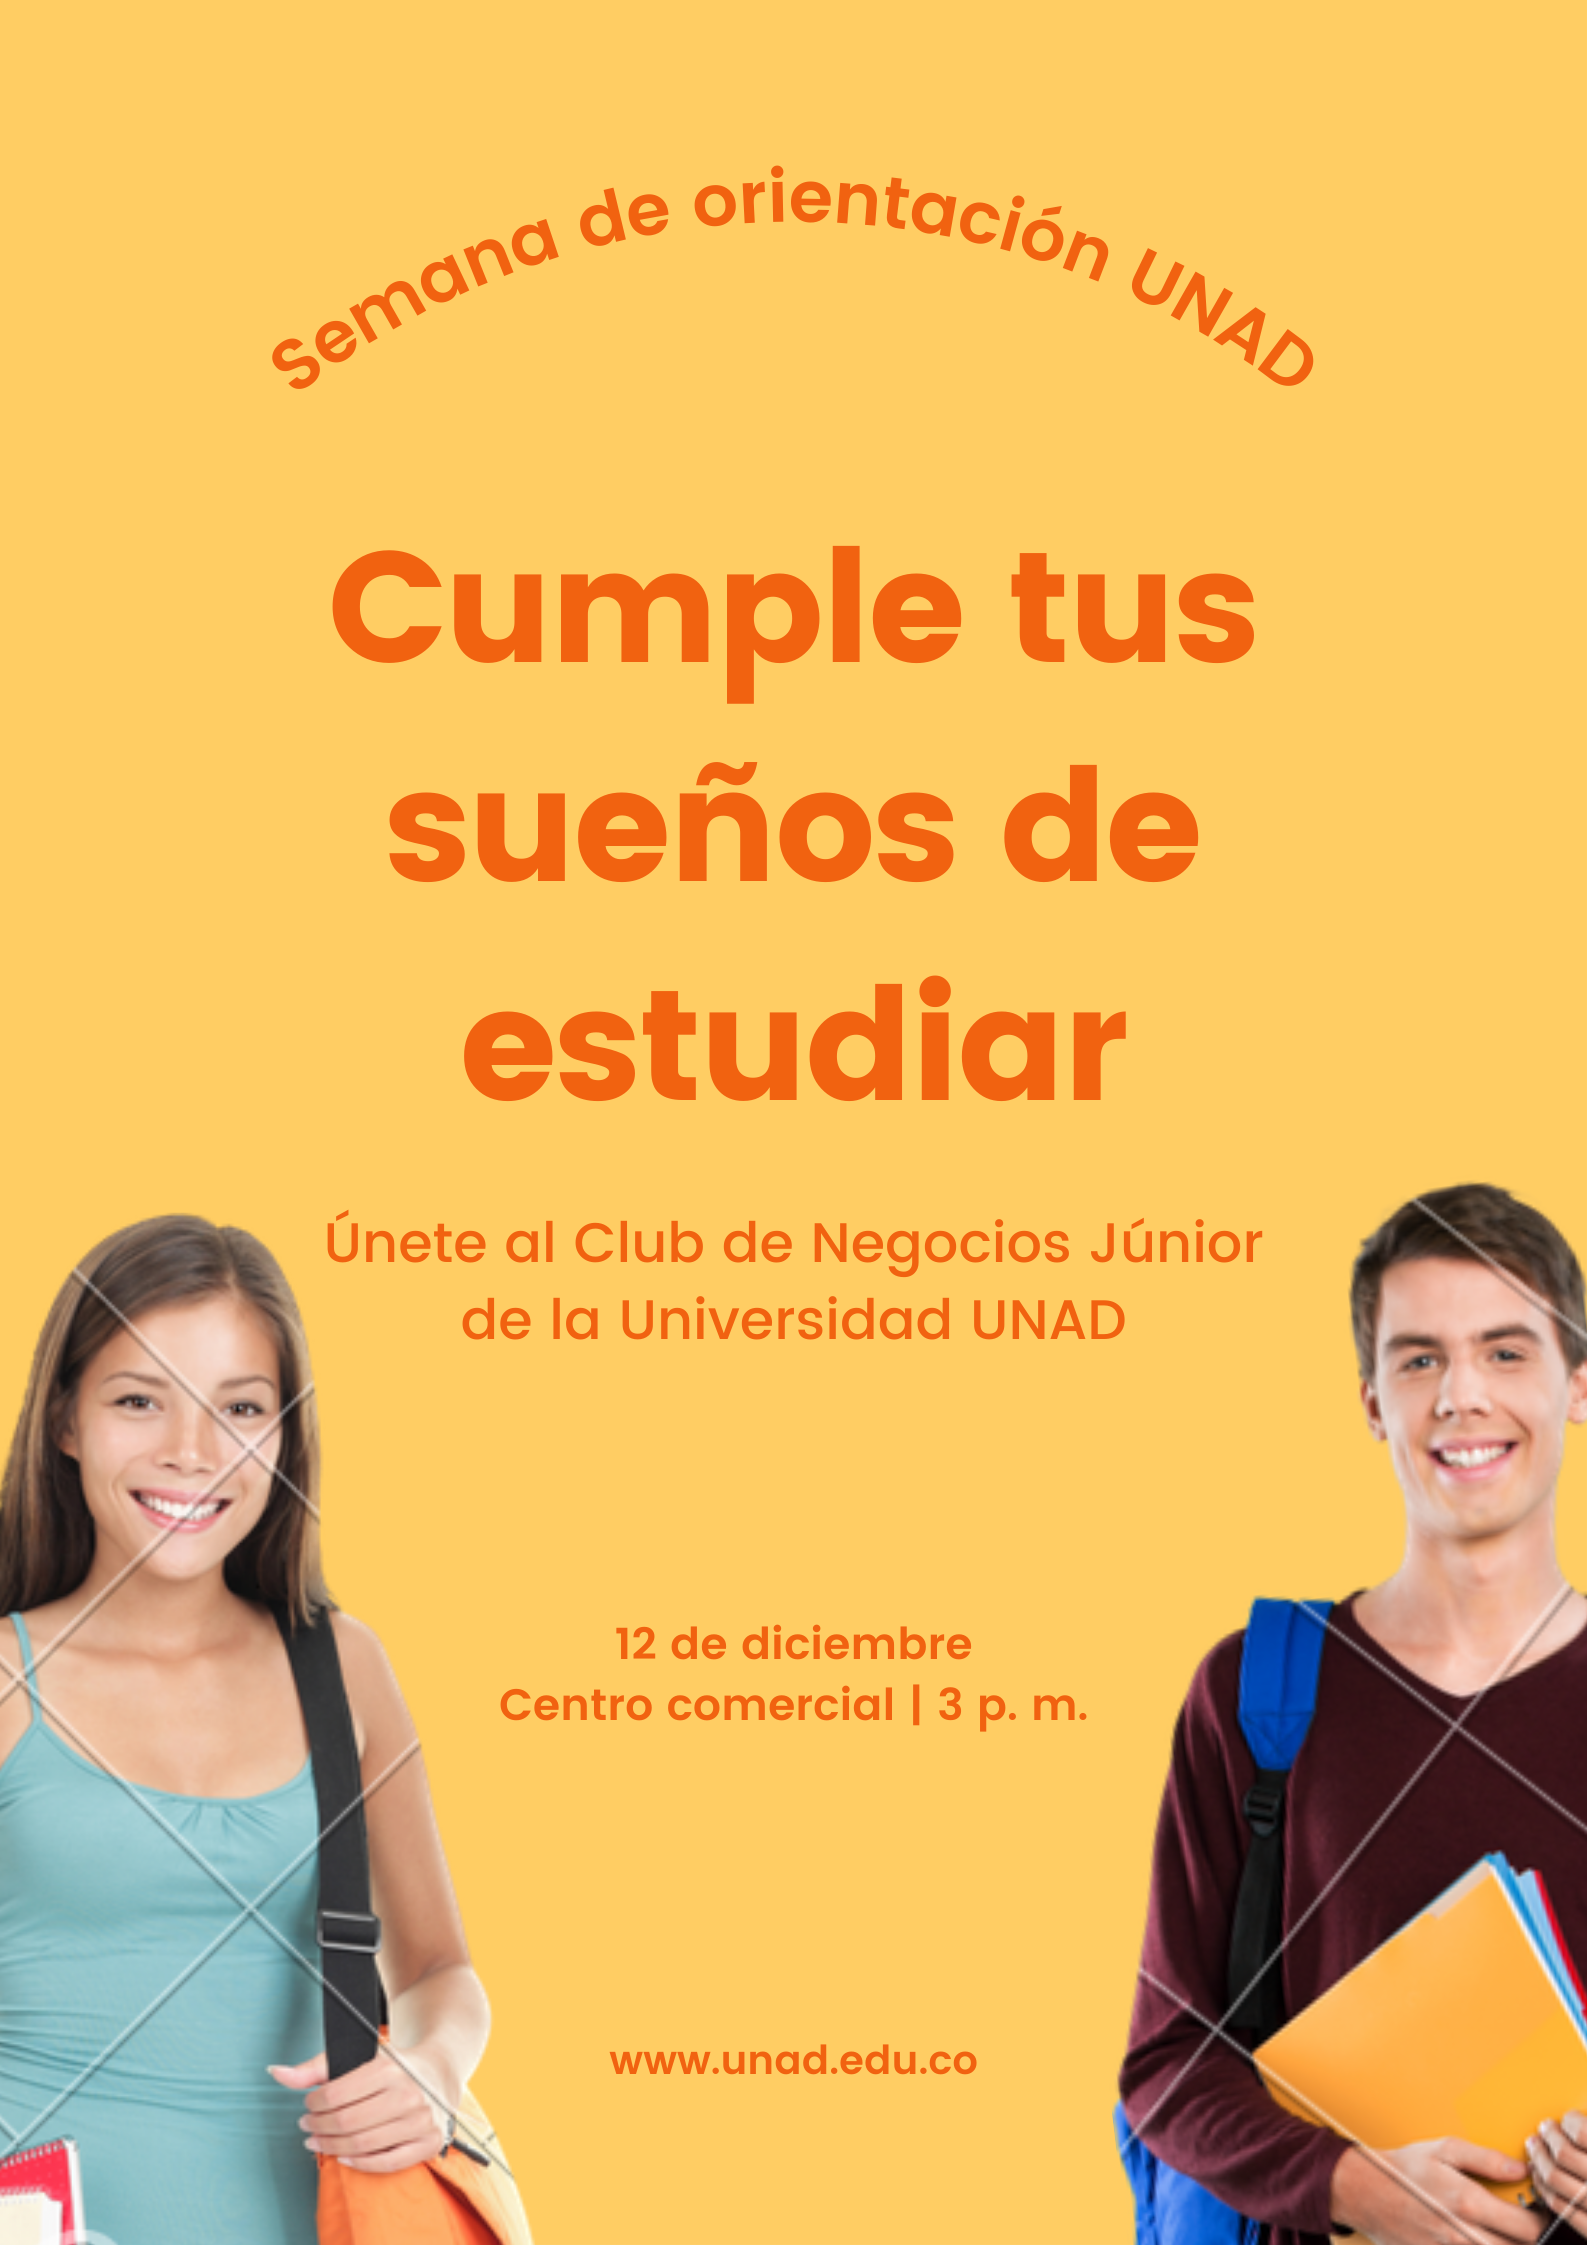 Semana de orientación UNAD
Cumple tus
sueños de
estudiar
Únete al Club de Negocios Júnior
de la Universidad UNAD
12 de diciembre
Centro comercial | 3 p. m.
www.unad.edu.co